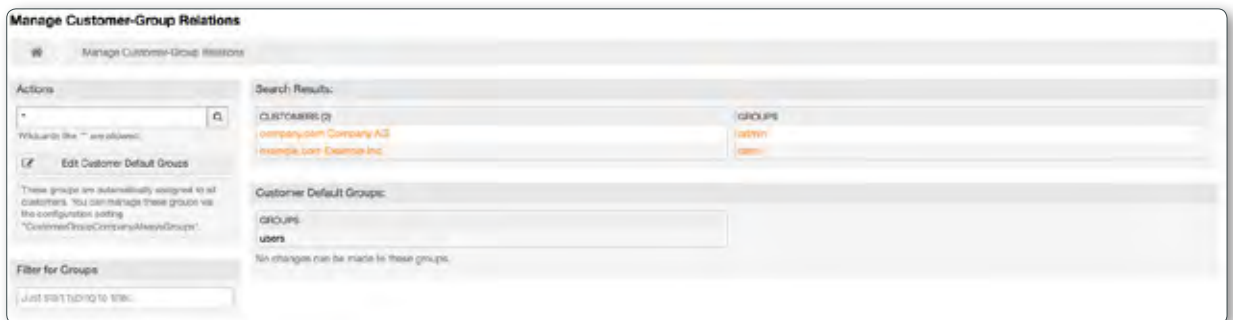 Manage Customer-Group Relations
Manage Customer-Group Relations
Actions
*
Wildcards like '*' are allowed.
Edit Customer Default Groups
These groups are automatically assigned to all
customers. You can manage these groups via
the configuration setting
"CustomerGroupCompanyAlwaysGroups".
Filter for Groups
Just start typing to filter...
Search Results:
CUSTOMERS (2) GROUPS
company.com Company AG admin
example.com Example Inc.
Customer Default Groups:
GROUPS
users
No changes can be made to these groups.